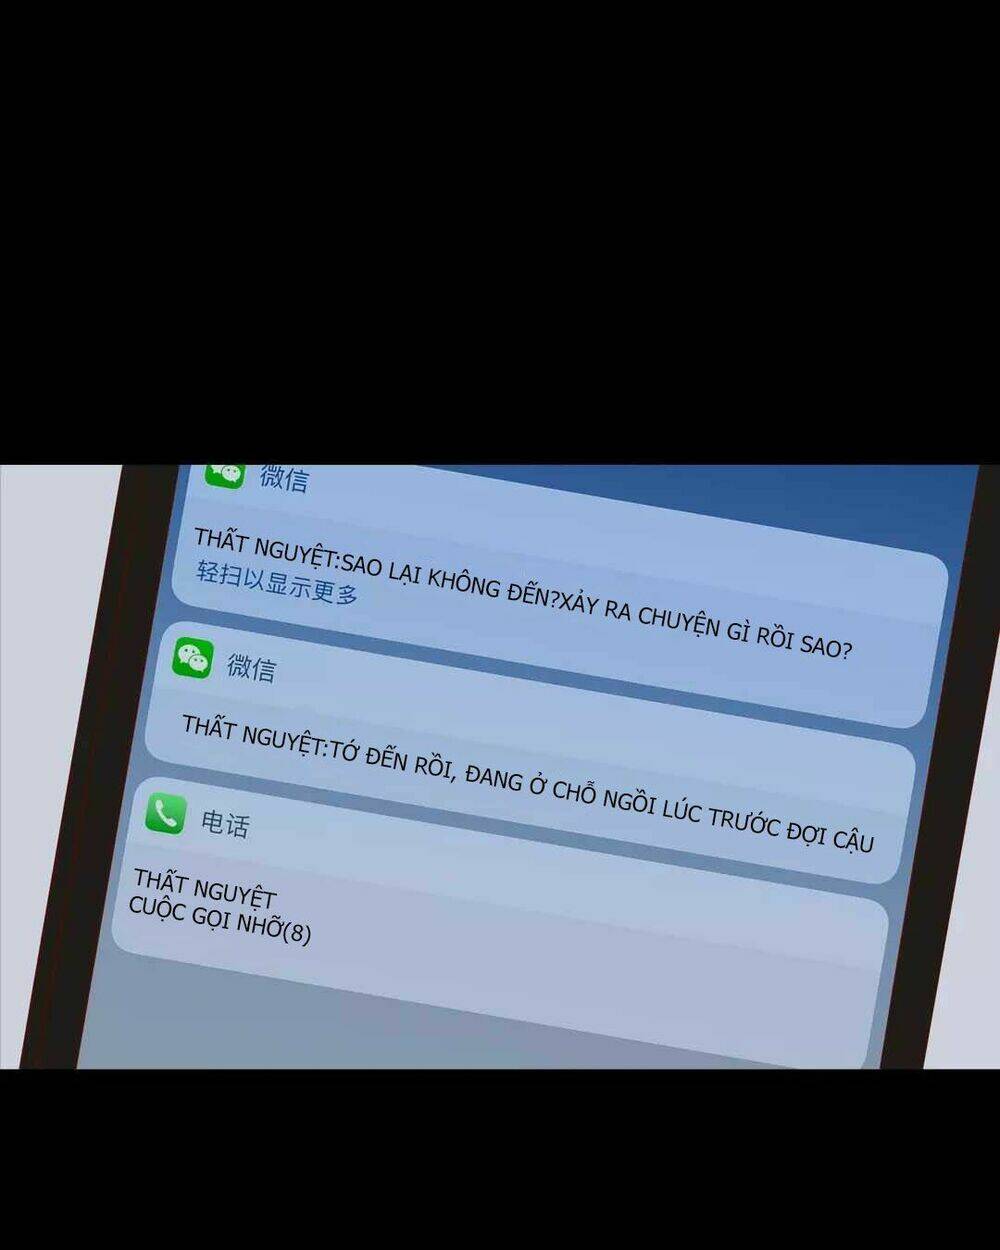 微信
THẤT NGUYỆT:SAO LẠI KHÔNG ĐẾN?XẢY RA CHUYỆN GÌ RỒI SAO?
轻扫以显示更多
微信
THẤT NGUYỆT:TỚ ĐẾN RỒI, ĐANG Ở CHỖ NGỒI LÚC TRƯỚC ĐỢI CẬU
电话
THẤT NGUYỆT
CUỘC GỌI NHỠ(8)